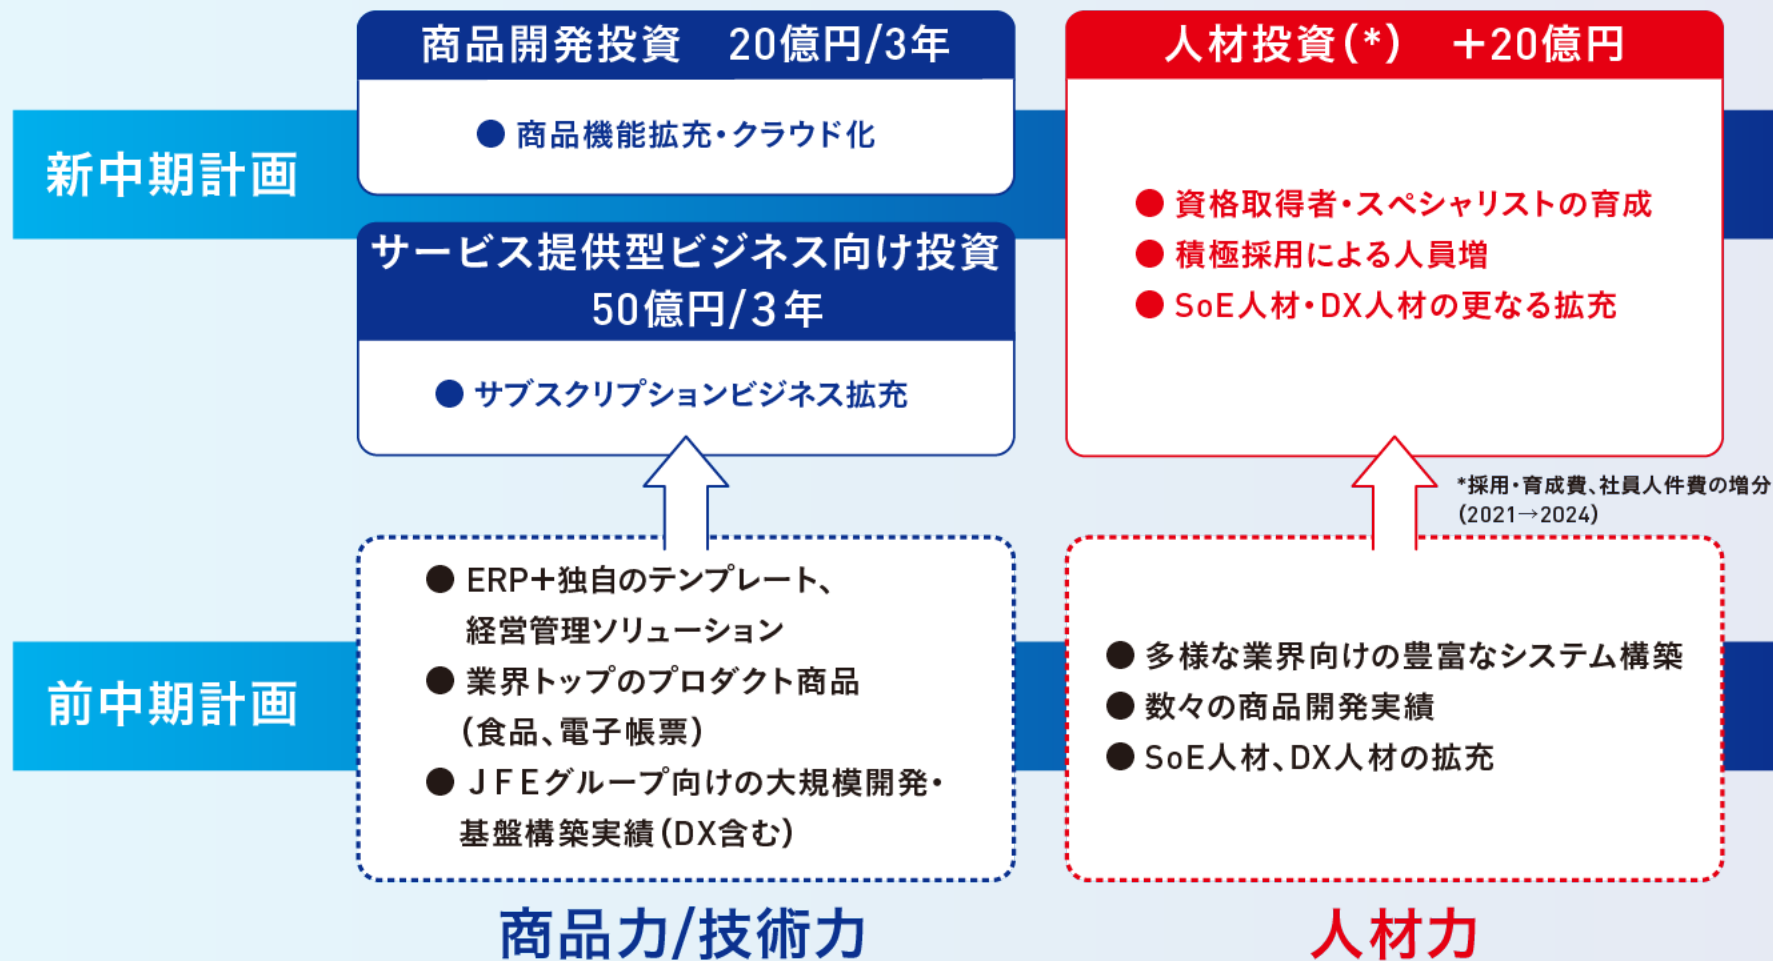 新中期計画
商品開発投資　20億円/3年
● 商品機能拡充・クラウド化
サービス提供型ビジネス向け投資
50億円/3年
● サブスクリプションビジネス拡充
人材投資(*)　＋20億円
● 資格取得者・スペシャリストの育成
● 積極採用による人員増
● SoE人材・DX人材の更なる拡充
*採用・育成費、社員人件費の増分
(2021→2024)
前中期計画
● ERP＋独自のテンプレート、
経営管理ソリューション
● 業界トップのプロダクト商品
(食品、電子帳票)
● JFEグループ向けの大規模開発・
基盤構築実績(DX含む)
● 多様な業界向けの豊富なシステム構築
● 数々の商品開発実績
● SoE人材、DX人材の拡充
商品力/技術力
人材力